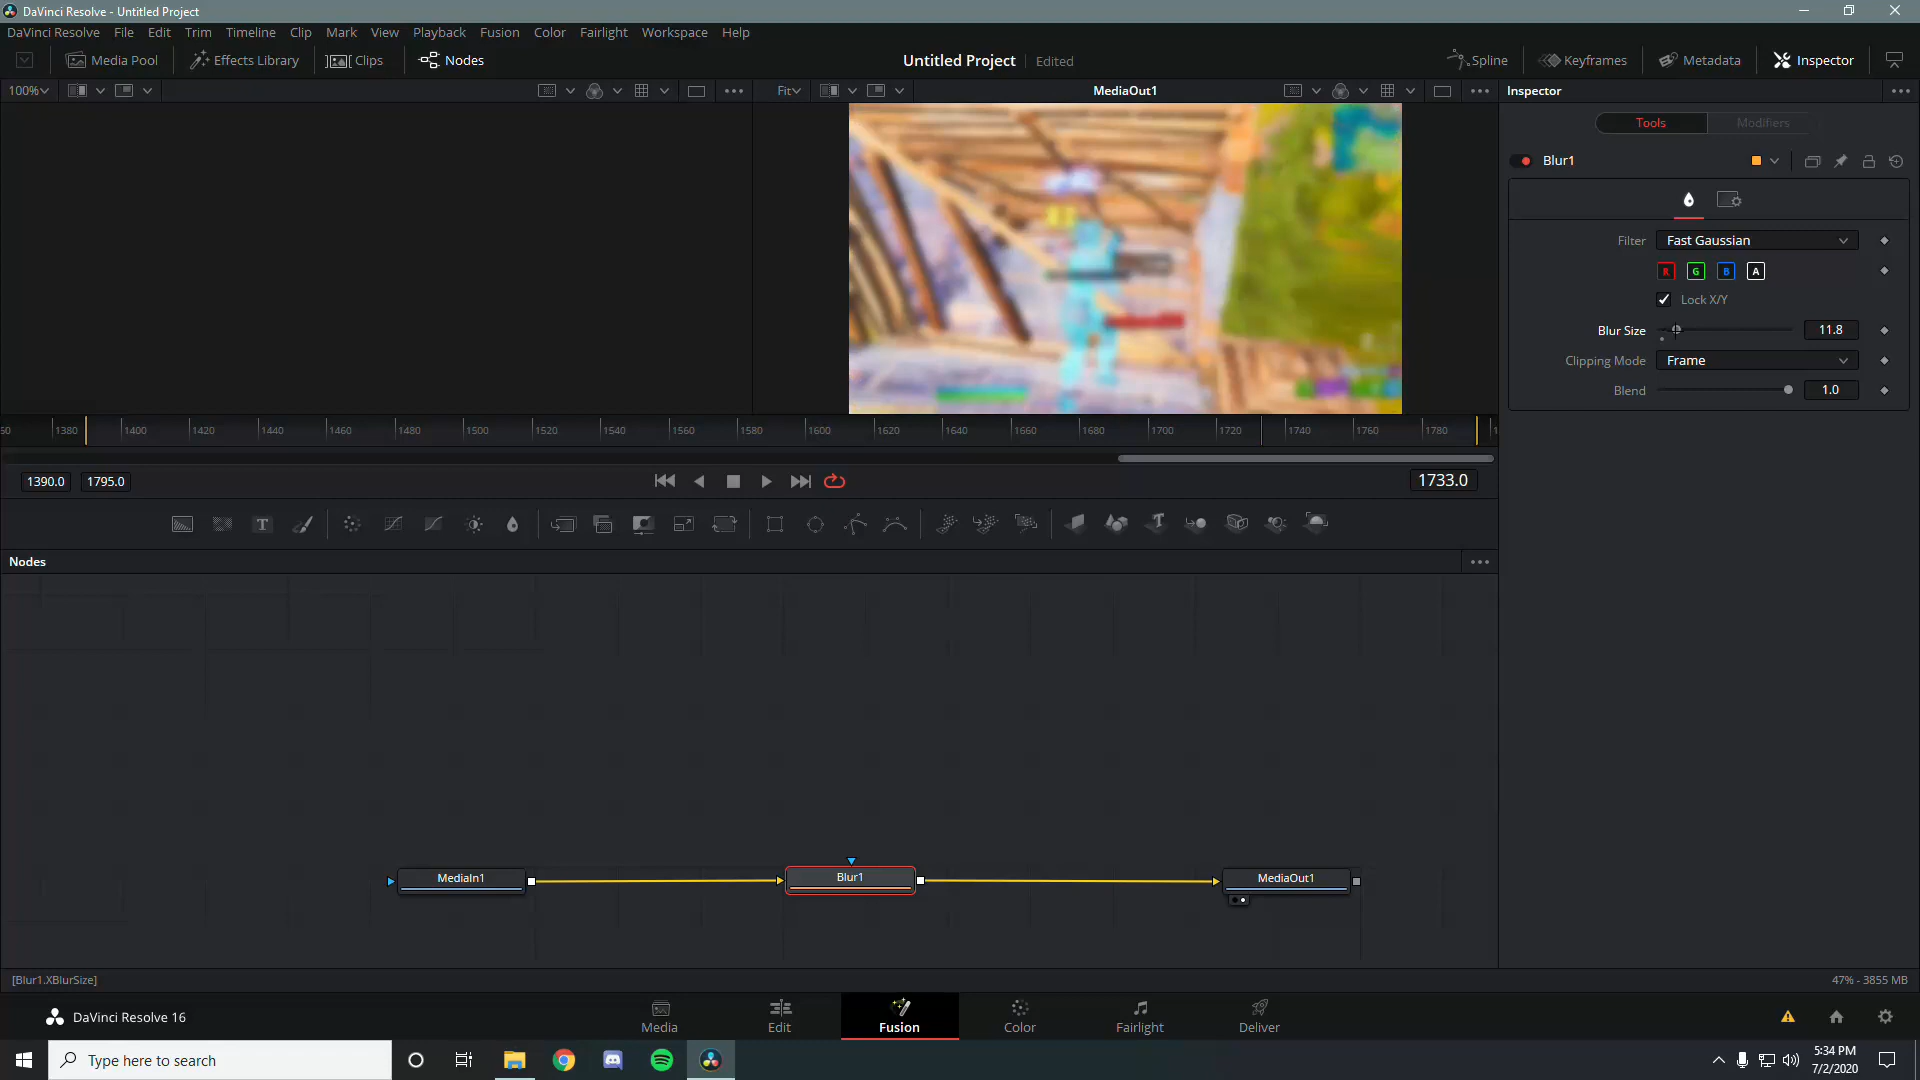 DaVinci Resolve - Untitled Project
DaVinci Resolve File Edit Trim Timeline Clip Mark View Playback Fusion Color Fairlight Workspace Help
Media Pool Effects Library Clips Nodes Untitled Project Edited Spline Keyframes Metadata Inspector
100% Fit MediaOut1 Inspector
Tools Modifiers
Blur1
Filter Fast Gaussian
R G B A
Lock X/Y
Blur Size 11.8
Clipping Mode Frame
Blend 1.0
1380 1400 1420 1440 1460 1480 1500 1520 1540 1560 1580 1600 1620 1640 1660 1680 1700 1720 1740 1760 1780
1390.0 1795.0 1733.0
T T
Nodes
MediaIn1 Blur1 MediaOut1
[Blur1.XBlurSize] 47% - 3855 MB
DaVinci Resolve 16 Media Edit Fusion Color Fairlight Deliver
Type here to search
5:34 PM
7/2/2020